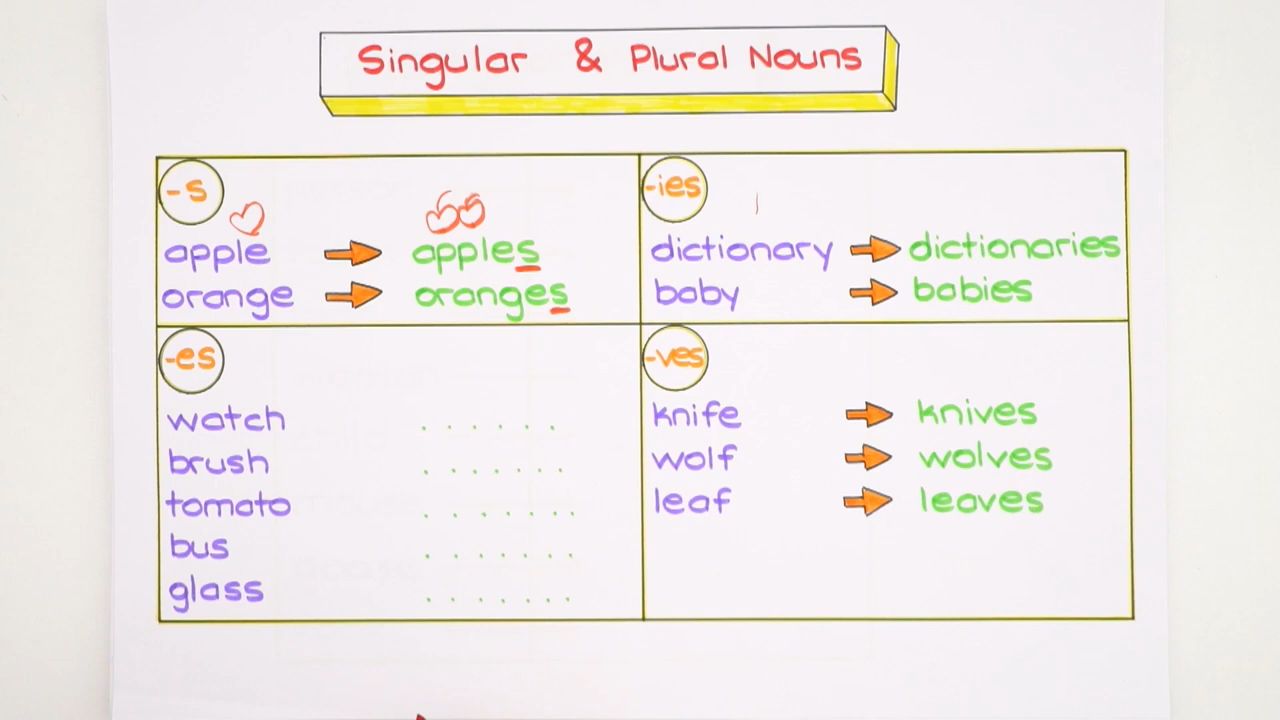 Singular & Plural Nouns
-s
apple apples
orange oranges
-ies
dictionary dictionaries
baby babies
-es
watch . . . . . .
brush . . . . . . .
tomato . . . . . . .
bus . . . . . . .
glass . . . . . . .
-ves
knife knives
wolf wolves
leaf leaves